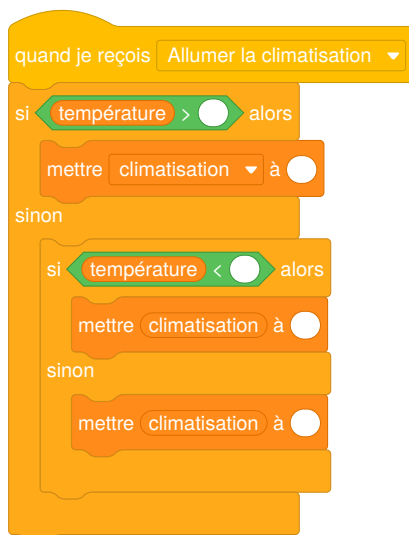 quand je reçois Allumer la climatisation
si température > alors
mettre climatisation à
sinon
si température < alors
mettre climatisation à
sinon
mettre climatisation à